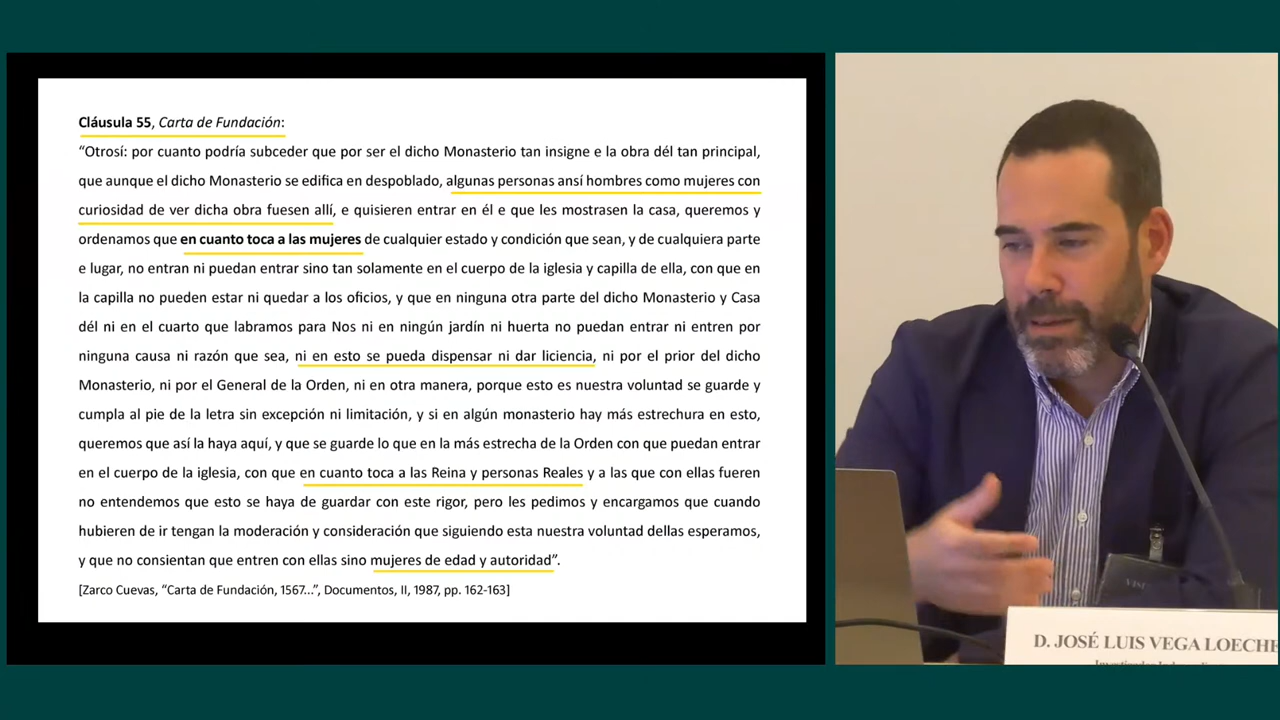 Cláusula 55, Carta de Fundación:
“Otrosí: por cuanto podría subceder que por ser el dicho Monasterio tan insigne e la obra dél tan principal,
que aunque el dicho Monasterio se edifica en despoblado, algunas personas ansí hombres como mujeres con
curiosidad de ver dicha obra fuesen allí, e quisieren entrar en él e que les mostrasen la casa, queremos y
ordenamos que en cuanto toca a las mujeres de cualquier estado y condición que sean, y de cualquiera parte
e lugar, no entran ni puedan entrar sino tan solamente en el cuerpo de la iglesia y capilla de ella, con que en
la capilla no pueden estar ni quedar a los oficios, y que en ninguna otra parte del dicho Monasterio y Casa
dél ni en el cuarto que labramos para Nos ni en ningún jardín ni huerta no puedan entrar ni entren por
ninguna causa ni razón que sea, ni en esto se pueda dispensar ni dar liciencia, ni por el prior del dicho
Monasterio, ni por el General de la Orden, ni en otra manera, porque esto es nuestra voluntad se guarde y
cumpla al pie de la letra sin excepción ni limitación, y si en algún monasterio hay más estrechura en esto,
queremos que así la haya aquí, y que se guarde lo que en la más estrecha de la Orden con que puedan entrar
en el cuerpo de la iglesia, con que en cuanto toca a las Reina y personas Reales y a las que con ellas fueren
no entendemos que esto se haya de guardar con este rigor, pero les pedimos y encargamos que cuando
hubieren de ir tengan la moderación y consideración que siguiendo esta nuestra voluntad dellas esperamos,
y que no consientan que entren con ellas sino mujeres de edad y autoridad”.
[Zarco Cuevas, “Carta de Fundación, 1567...”, Documentos, II, 1987, pp. 162-163]
D. JOSÉ LUIS VEGA LOECHE